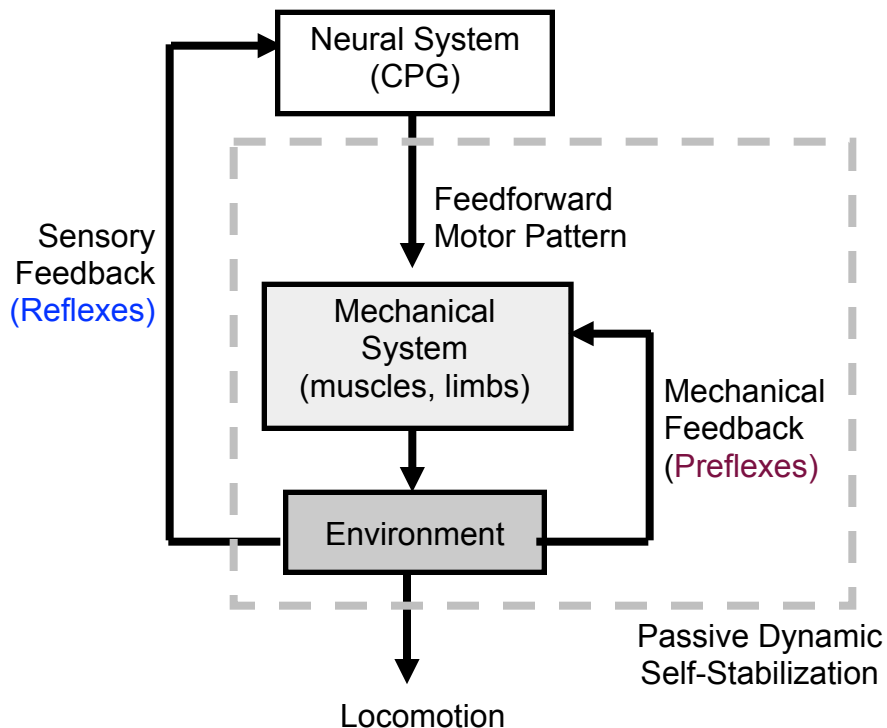 Neural System
(CPG)
Feedforward
Motor Pattern
Sensory
Feedback
(Reflexes)
Mechanical
System
(muscles, limbs)
Mechanical
Feedback
(Preflexes)
Environment
Passive Dynamic
Self-Stabilization
Locomotion